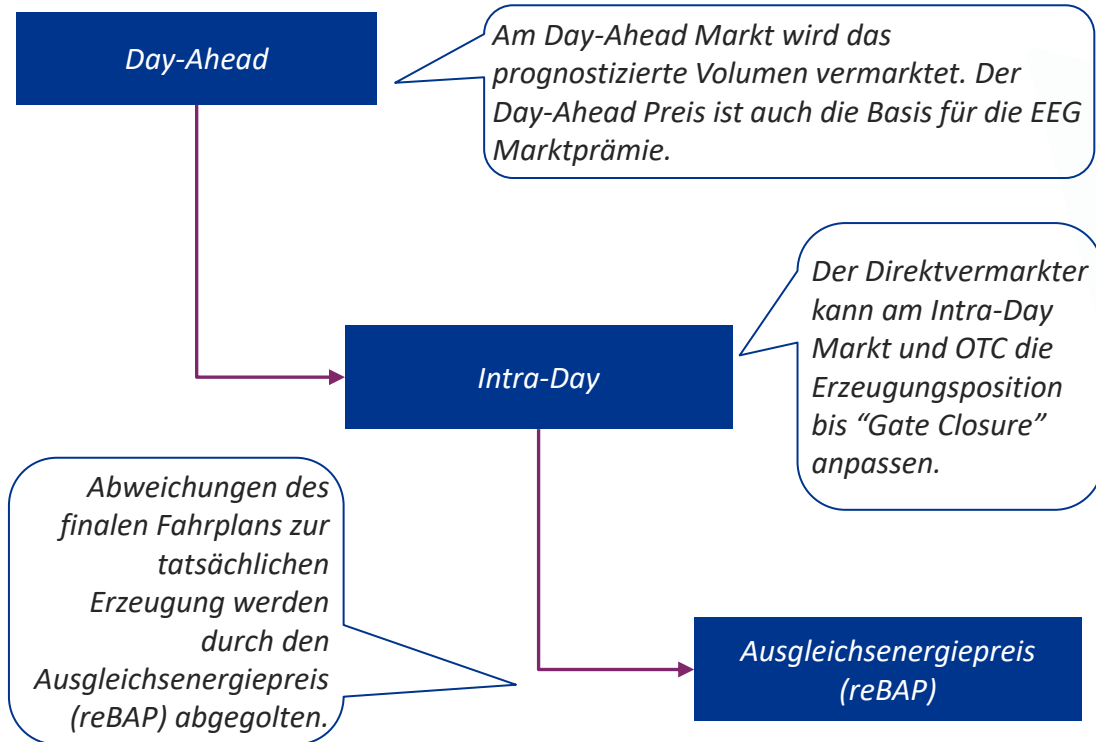 Day-Ahead
Am Day-Ahead Markt wird das
prognostizierte Volumen vermarktet. Der
Day-Ahead Preis ist auch die Basis für die EEG
Marktprämie.
Intra-Day
Der Direktvermarkter
kann am Intra-Day
Markt und OTC die
Erzeugungsposition
bis “Gate Closure”
anpassen.
Abweichungen des
finalen Fahrplans zur
tatsächlichen
Erzeugung werden
durch den
Ausgleichsenergiepreis
(reBAP) abgegolten.
Ausgleichsenergiepreis
(reBAP)